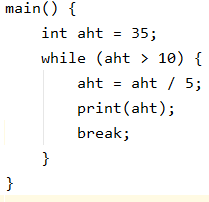 main() {
    int aht = 35;
    while (aht > 10) {
        aht = aht / 5;
        print(aht);
        break;
    }
}